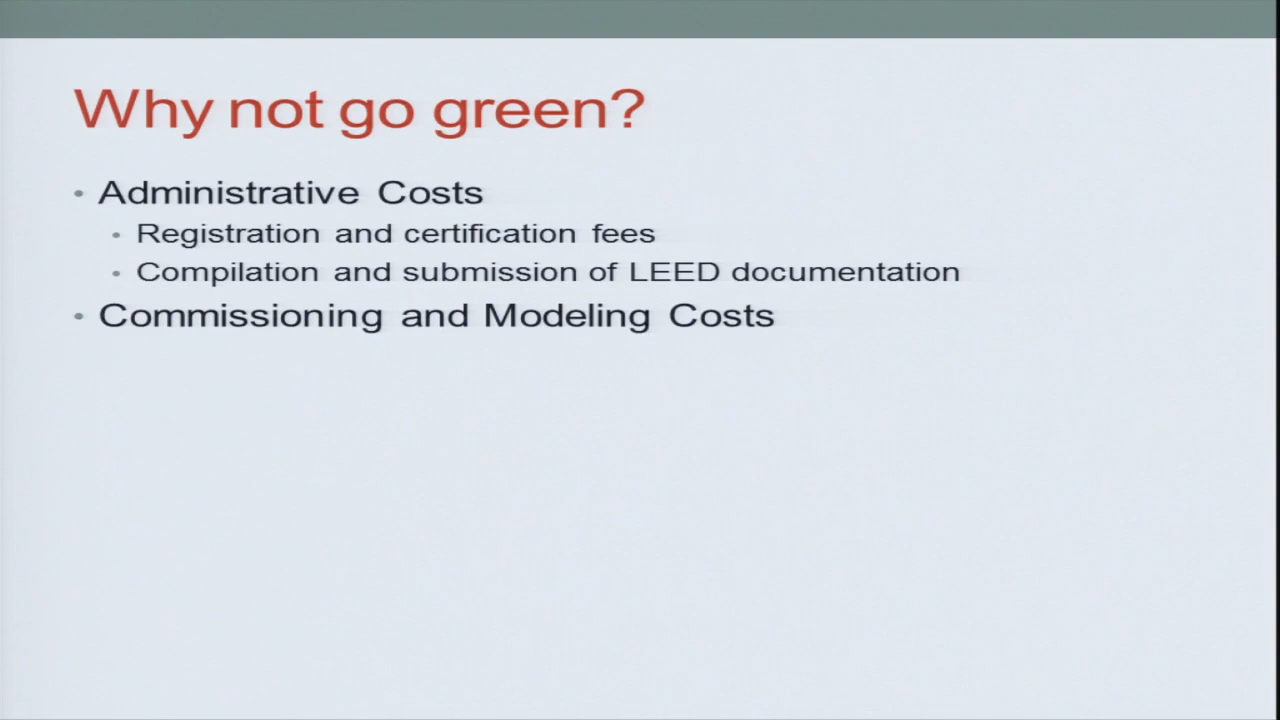 Why not go green?
• Administrative Costs
• Registration and certification fees
• Compilation and submission of LEED documentation
• Commissioning and Modeling Costs